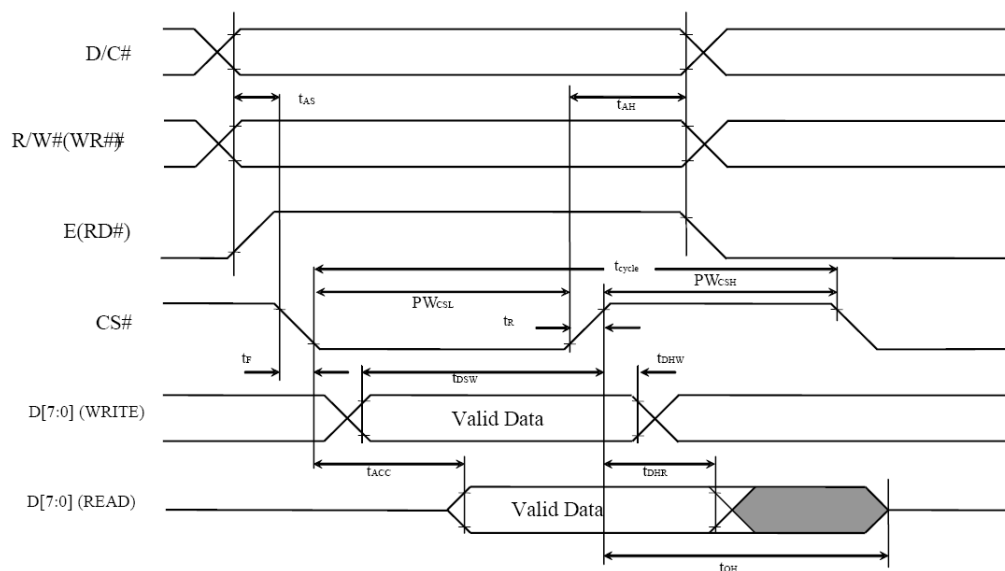 D/C#
tAS
tAH
R/W#(WR##)
E(RD#)
tcycle
PWCSL
PWCSH
CS#
tR
tF
tDSW
tDHW
D[7:0] (WRITE)
Valid Data
tACC
tDHR
D[7:0] (READ)
Valid Data
tOH